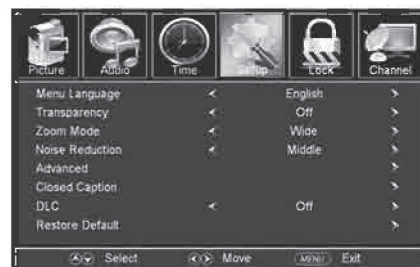 Picture Audio Time Setup Lock Channel
Menu Language English
Transparency Off
Zoom Mode Wide
Noise Reduction Middle
Advanced
Closed Caption
DLC Off
Restore Default
Select Move MENU Exit